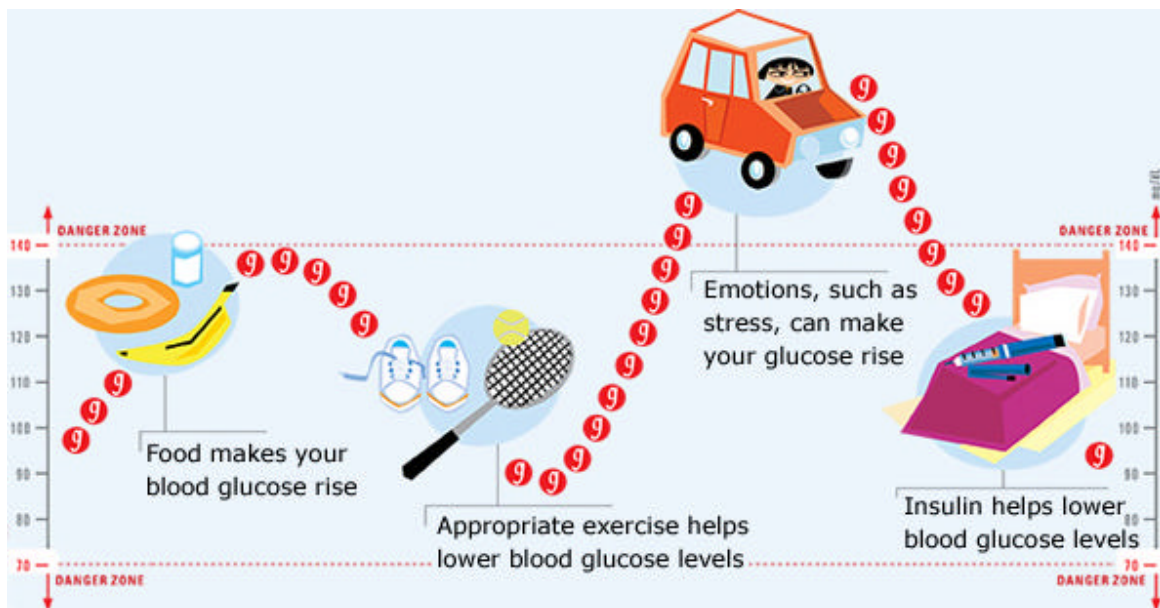 mg/dL
DANGER ZONE
DANGER ZONE
140
140
130
130
120
120
110
110
100
100
90
90
80
80
70
70
DANGER ZONE
DANGER ZONE
g g g g g g g g g g g g g g g g g g g g g g g g g g g g g
Food makes your
blood glucose rise
Appropriate exercise helps
lower blood glucose levels
Emotions, such as
stress, can make
your glucose rise
Insulin helps lower
blood glucose levels